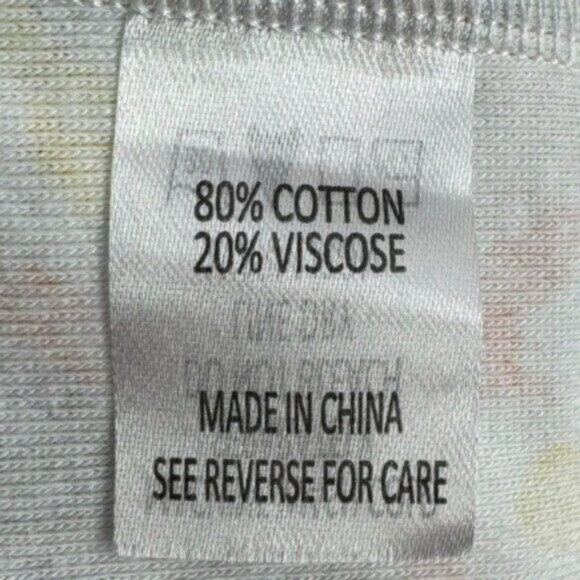 80% COTTON
20% VISCOSE
MADE IN CHINA
SEE REVERSE FOR CARE